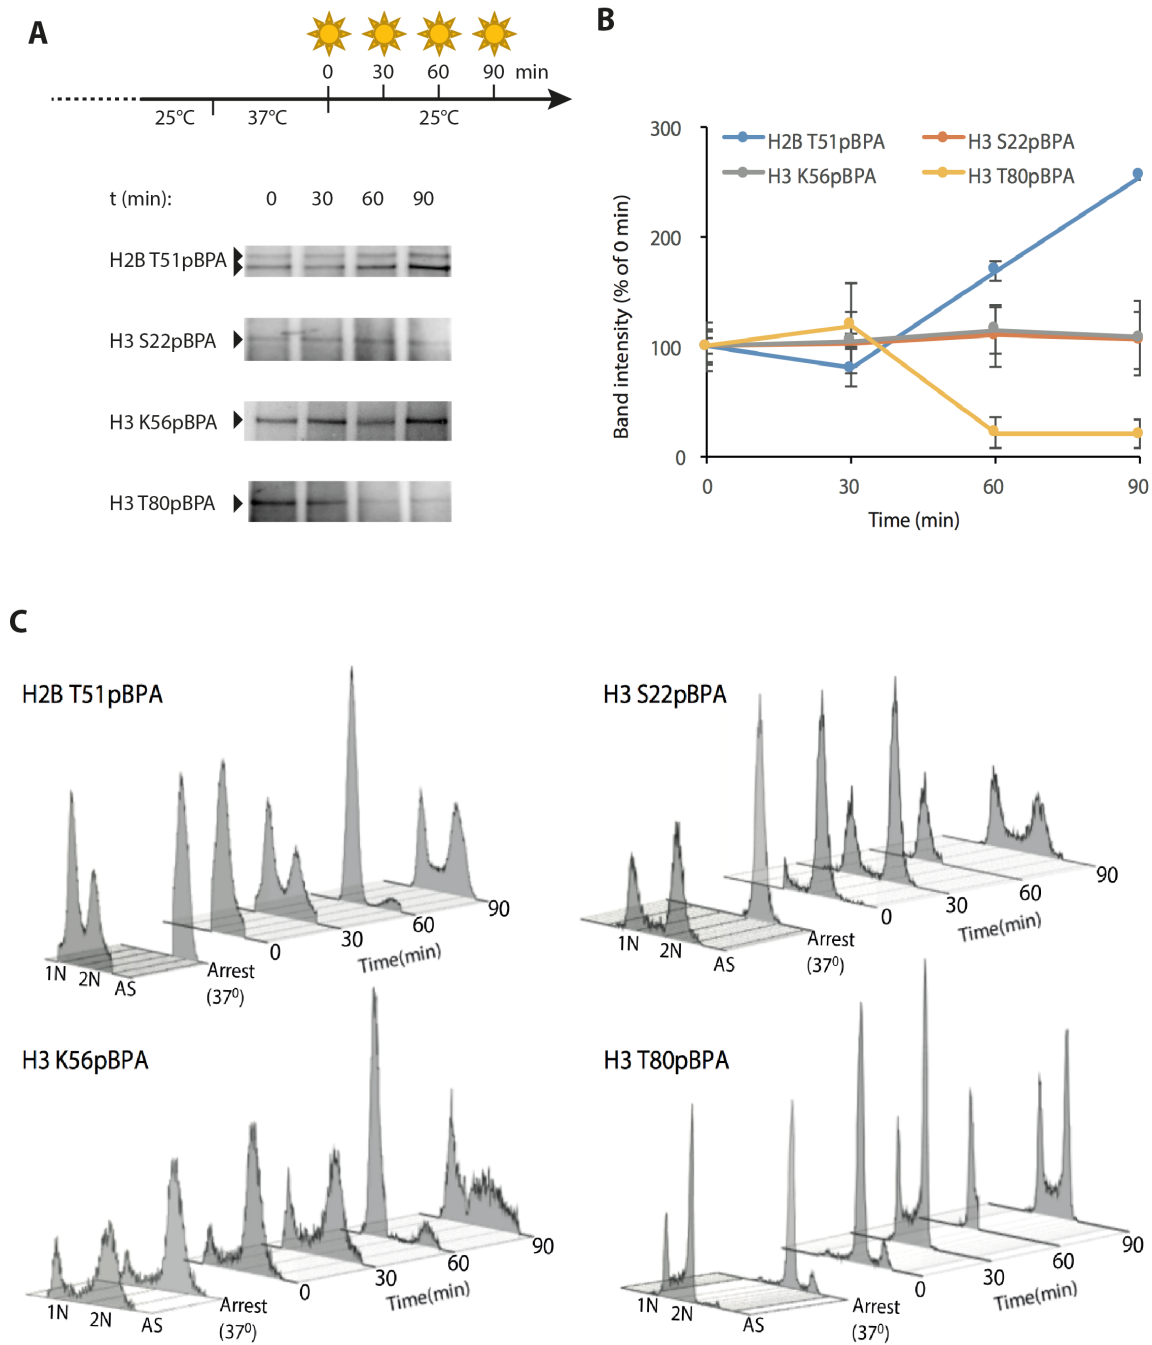 A
0 30 60 90 min
25°C 37°C 25°C
t (min): 0 30 60 90
H2B T51pBPA
H3 S22pBPA
H3 K56pBPA
H3 T80pBPA
B
300
200
100
0
Band intensity (% of 0 min)
H2B T51pBPA H3 S22pBPA
H3 K56pBPA H3 T80pBPA
0 30 60 90
Time (min)
C
H2B T51pBPA
1N 2N AS
Arrest
(37⁰)
0 30 60 90
Time(min)
H3 S22pBPA
1N 2N AS
Arrest
(37⁰)
0 30 60 90
Time(min)
H3 K56pBPA
1N 2N AS
Arrest
(37⁰)
0 30 60 90
Time(min)
H3 T80pBPA
1N 2N AS
Arrest
(37⁰)
0 30 60 90
Time(min)